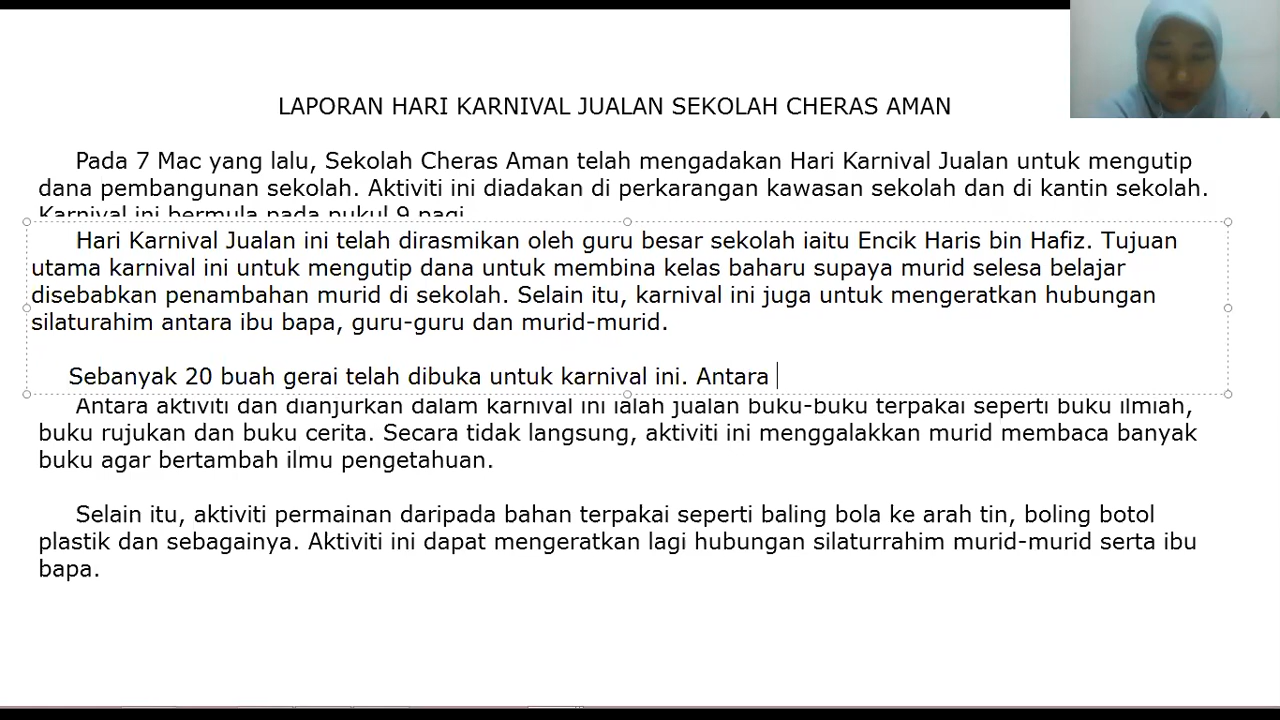 LAPORAN HARI KARNIVAL JUALAN SEKOLAH CHERAS AMAN
Pada 7 Mac yang lalu, Sekolah Cheras Aman telah mengadakan Hari Karnival Jualan untuk mengutip
dana pembangunan sekolah. Aktiviti ini diadakan di perkarangan kawasan sekolah dan di kantin sekolah.
Karnival ini bermula pada pukul 9 pagi.
Hari Karnival Jualan ini telah dirasmikan oleh guru besar sekolah iaitu Encik Haris bin Hafiz. Tujuan
utama karnival ini untuk mengutip dana untuk membina kelas baharu supaya murid selesa belajar
disebabkan penambahan murid di sekolah. Selain itu, karnival ini juga untuk mengeratkan hubungan
silaturahim antara ibu bapa, guru-guru dan murid-murid.
Sebanyak 20 buah gerai telah dibuka untuk karnival ini. Antara
Antara aktiviti dan dianjurkan dalam karnival ini ialah jualan buku-buku terpakai seperti buku ilmiah,
buku rujukan dan buku cerita. Secara tidak langsung, aktiviti ini menggalakkan murid membaca banyak
buku agar bertambah ilmu pengetahuan.
Selain itu, aktiviti permainan daripada bahan terpakai seperti baling bola ke arah tin, boling botol
plastik dan sebagainya. Aktiviti ini dapat mengeratkan lagi hubungan silaturrahim murid-murid serta ibu
bapa.